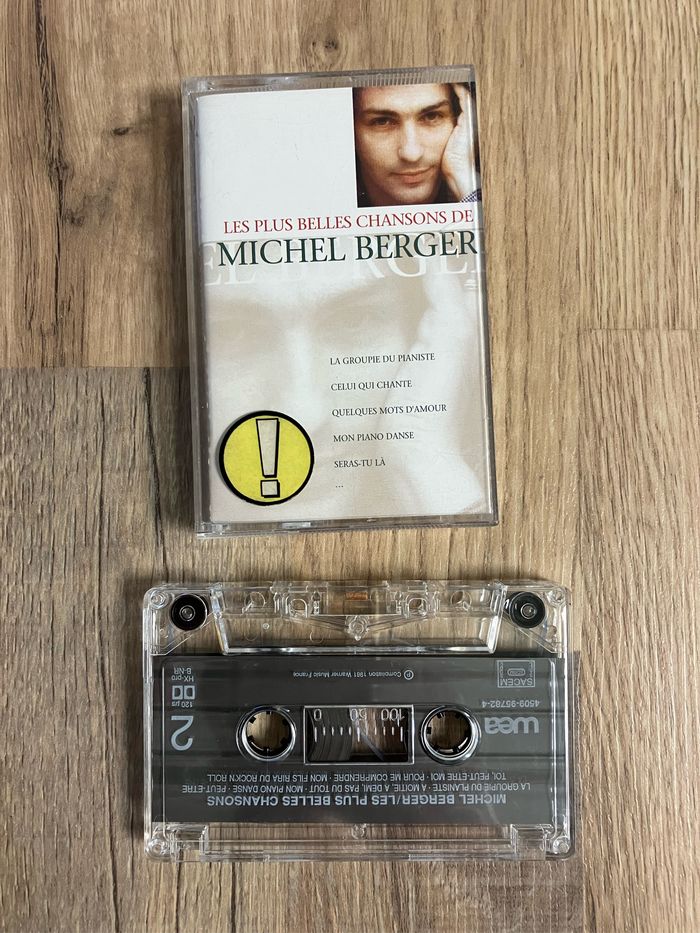 LES PLUS BELLES CHANSONS DE
MICHEL BERGER
LA GROUPIE DU PIANISTE
CELUI QUI CHANTE
QUELQUES MOTS D'AMOUR
MON PIANO DANSE
SERAS-TU LÀ
...
!
MICHEL BERGER/LES PLUS BELLES CHANSONS
LA GROUPIE DU PLANISTE · A MOITIE, A DEMI, PAS DU TOUT · MON PIANO DANSE · PEUT-ETRE
TOI, PEUT-ETRE MOI · POUR ME COMPRENDRE · MON FILS RIRA DU ROCK'N ROLL
wea
100 50 0
2
120 µs
4509-95782-4
SACEM
HX-pro
B-NR
℗ Compilation 1981 Warner Music France